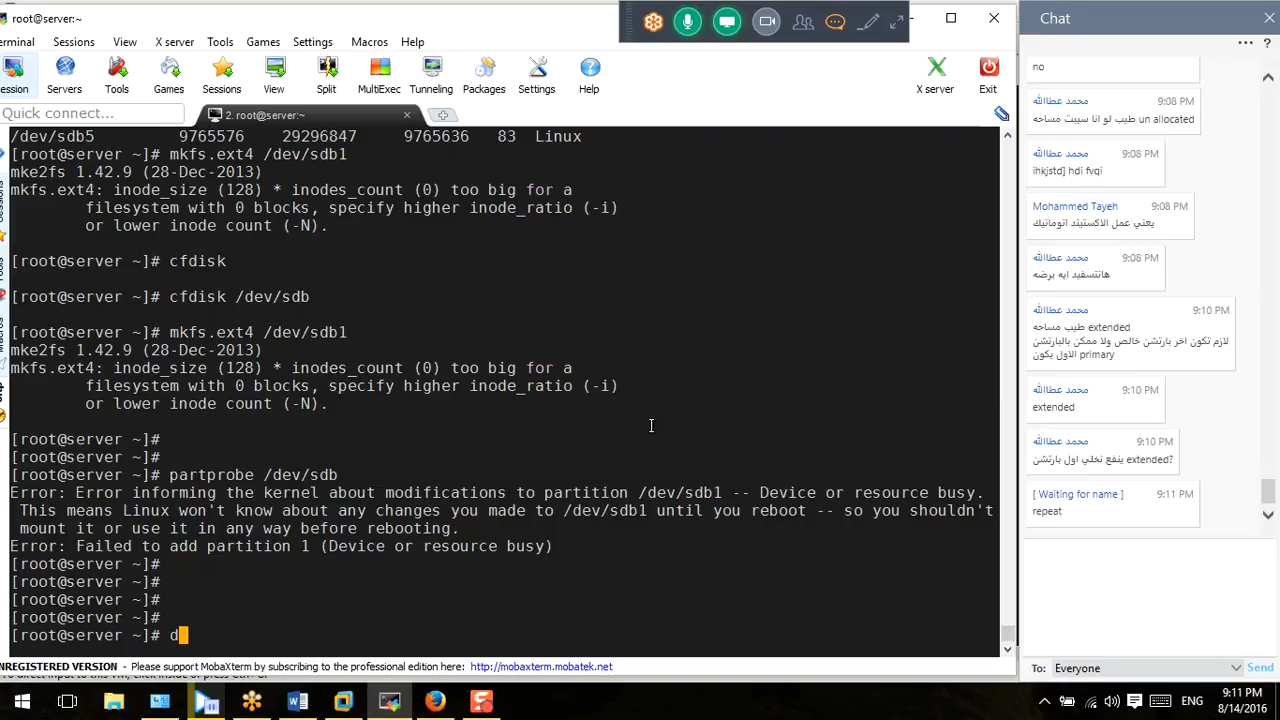 root@server:~
erminal Sessions View X server Tools Games Settings Macros Help
ession Servers Tools Games Sessions View Split MultiExec Tunneling Packages Settings Help X server Exit
Quick connect...
2. root@server:~
/dev/sdb5 9765576 29296847 9765636 83 Linux
[root@server ~]# mkfs.ext4 /dev/sdb1
mke2fs 1.42.9 (28-Dec-2013)
mkfs.ext4: inode_size (128) * inodes_count (0) too big for a
filesystem with 0 blocks, specify higher inode_ratio (-i)
or lower inode count (-N).
[root@server ~]# cfdisk
[root@server ~]# cfdisk /dev/sdb
[root@server ~]# mkfs.ext4 /dev/sdb1
mke2fs 1.42.9 (28-Dec-2013)
mkfs.ext4: inode_size (128) * inodes_count (0) too big for a
filesystem with 0 blocks, specify higher inode_ratio (-i)
or lower inode count (-N).
[root@server ~]#
[root@server ~]#
[root@server ~]# partprobe /dev/sdb
Error: Error informing the kernel about modifications to partition /dev/sdb1 -- Device or resource busy.
This means Linux won't know about any changes you made to /dev/sdb1 until you reboot -- so you shouldn't
mount it or use it in any way before rebooting.
Error: Failed to add partition 1 (Device or resource busy)
[root@server ~]#
[root@server ~]#
[root@server ~]#
[root@server ~]#
[root@server ~]# d
NREGISTERED VERSION - Please support MobaXterm by subscribing to the professional edition here: http://mobaxterm.mobatek.net
Chat
no
محمد عطاالله 9:08 PM
طيب لو انا سيبت مساحه un allocated
محمد عطاالله 9:08 PM
ihkjstd] hdi fvqi
Mohammed Tayeh 9:08 PM
يعني عمل الاكستيند اتوماتيك
محمد عطاالله 9:08 PM
هانتسفيد ايه برضه
محمد عطاالله 9:10 PM
طيب مساحه extended
لازم تكون اخر بارتشن خالص ولا ممكن بالبارتشن
الاول يكون primary
محمد عطاالله 9:10 PM
extended
محمد عطاالله 9:10 PM
ينفع نخلي اول بارتشن extended?
[ Waiting for name ] 9:11 PM
repeat
To: Everyone Send
ENG
9:11 PM
8/14/2016